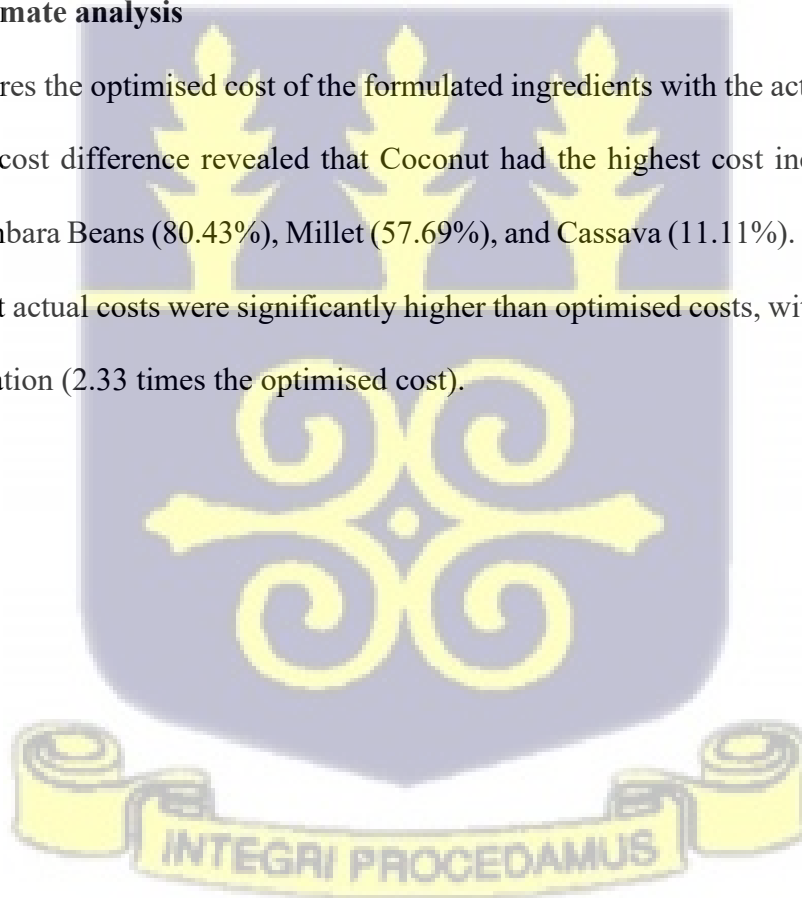 mate analysis
res the optimised cost of the formulated ingredients with the act
cost difference revealed that Coconut had the highest cost inc
nbara Beans (80.43%), Millet (57.69%), and Cassava (11.11%).
t actual costs were significantly higher than optimised costs, wi
ation (2.33 times the optimised cost).
INTEGRI PROCEDAMUS